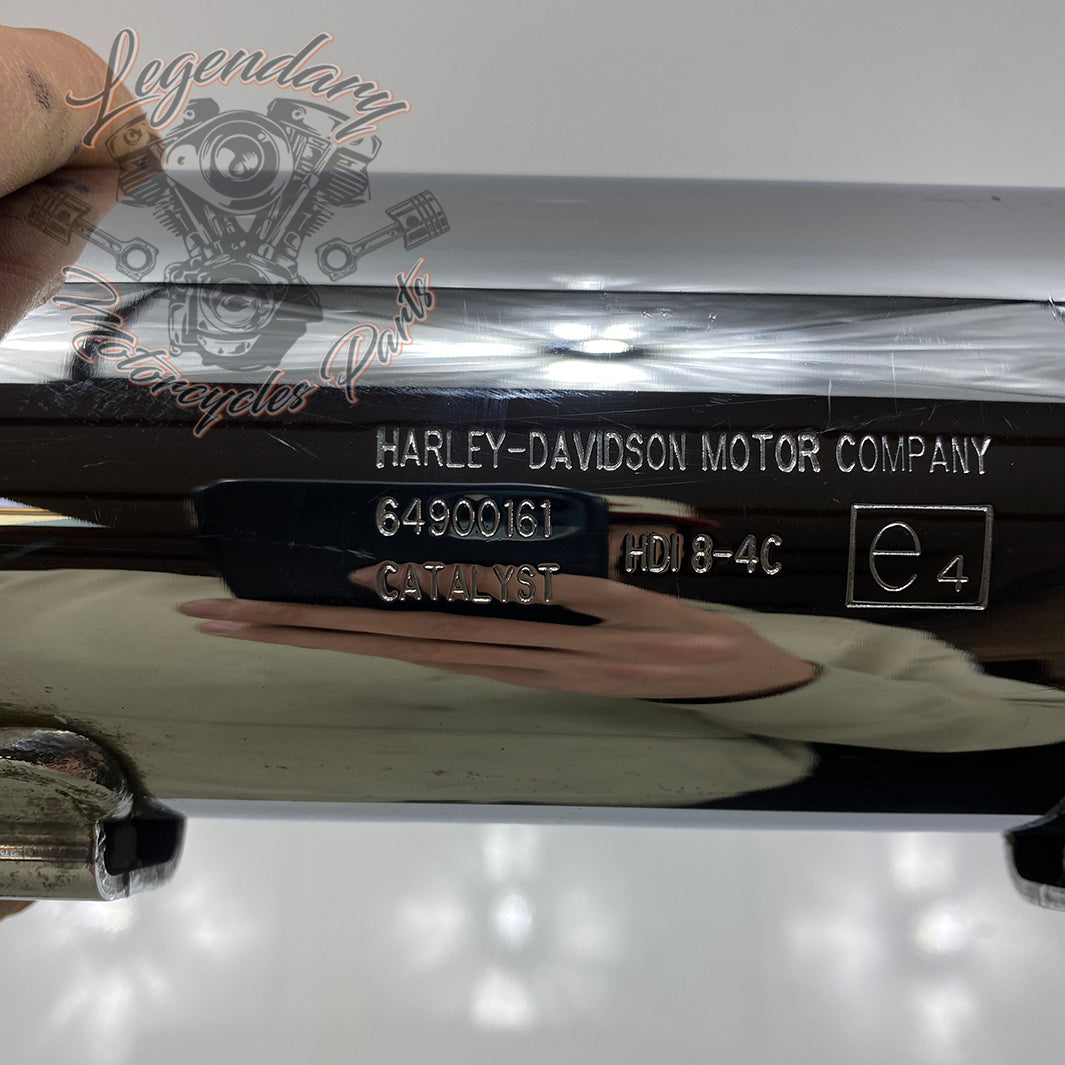 Legendary
Motorcycles Parts
HARLEY-DAVIDSON MOTOR COMPANY
64900161
HDI 8-4C
e4
CATALYST